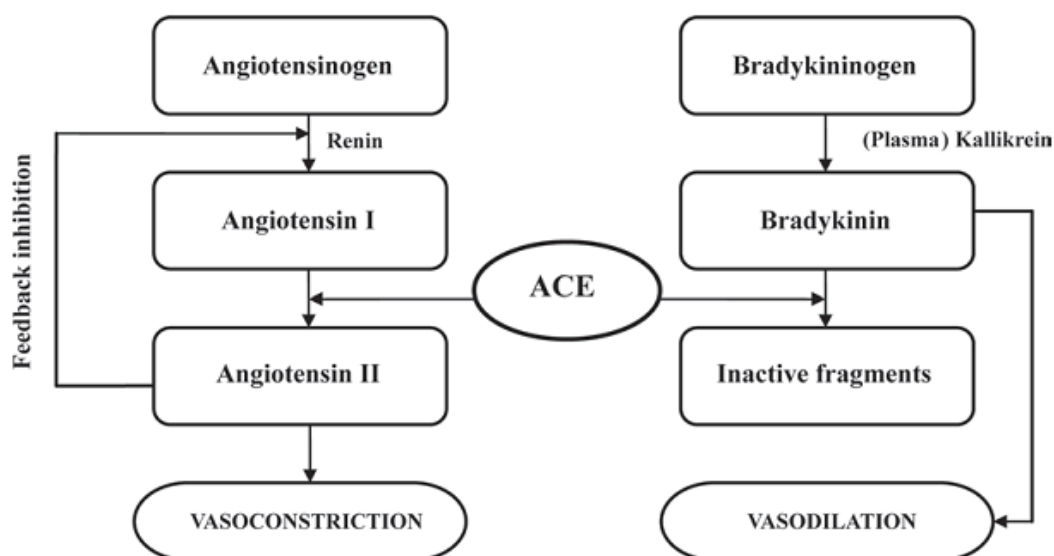 Angiotensinogen
Bradykininogen
Renin
(Plasma) Kallikrein
Feedback inhibition
Angiotensin I
Bradykinin
ACE
Angiotensin II
Inactive fragments
VASOCONSTRICTION
VASODILATION